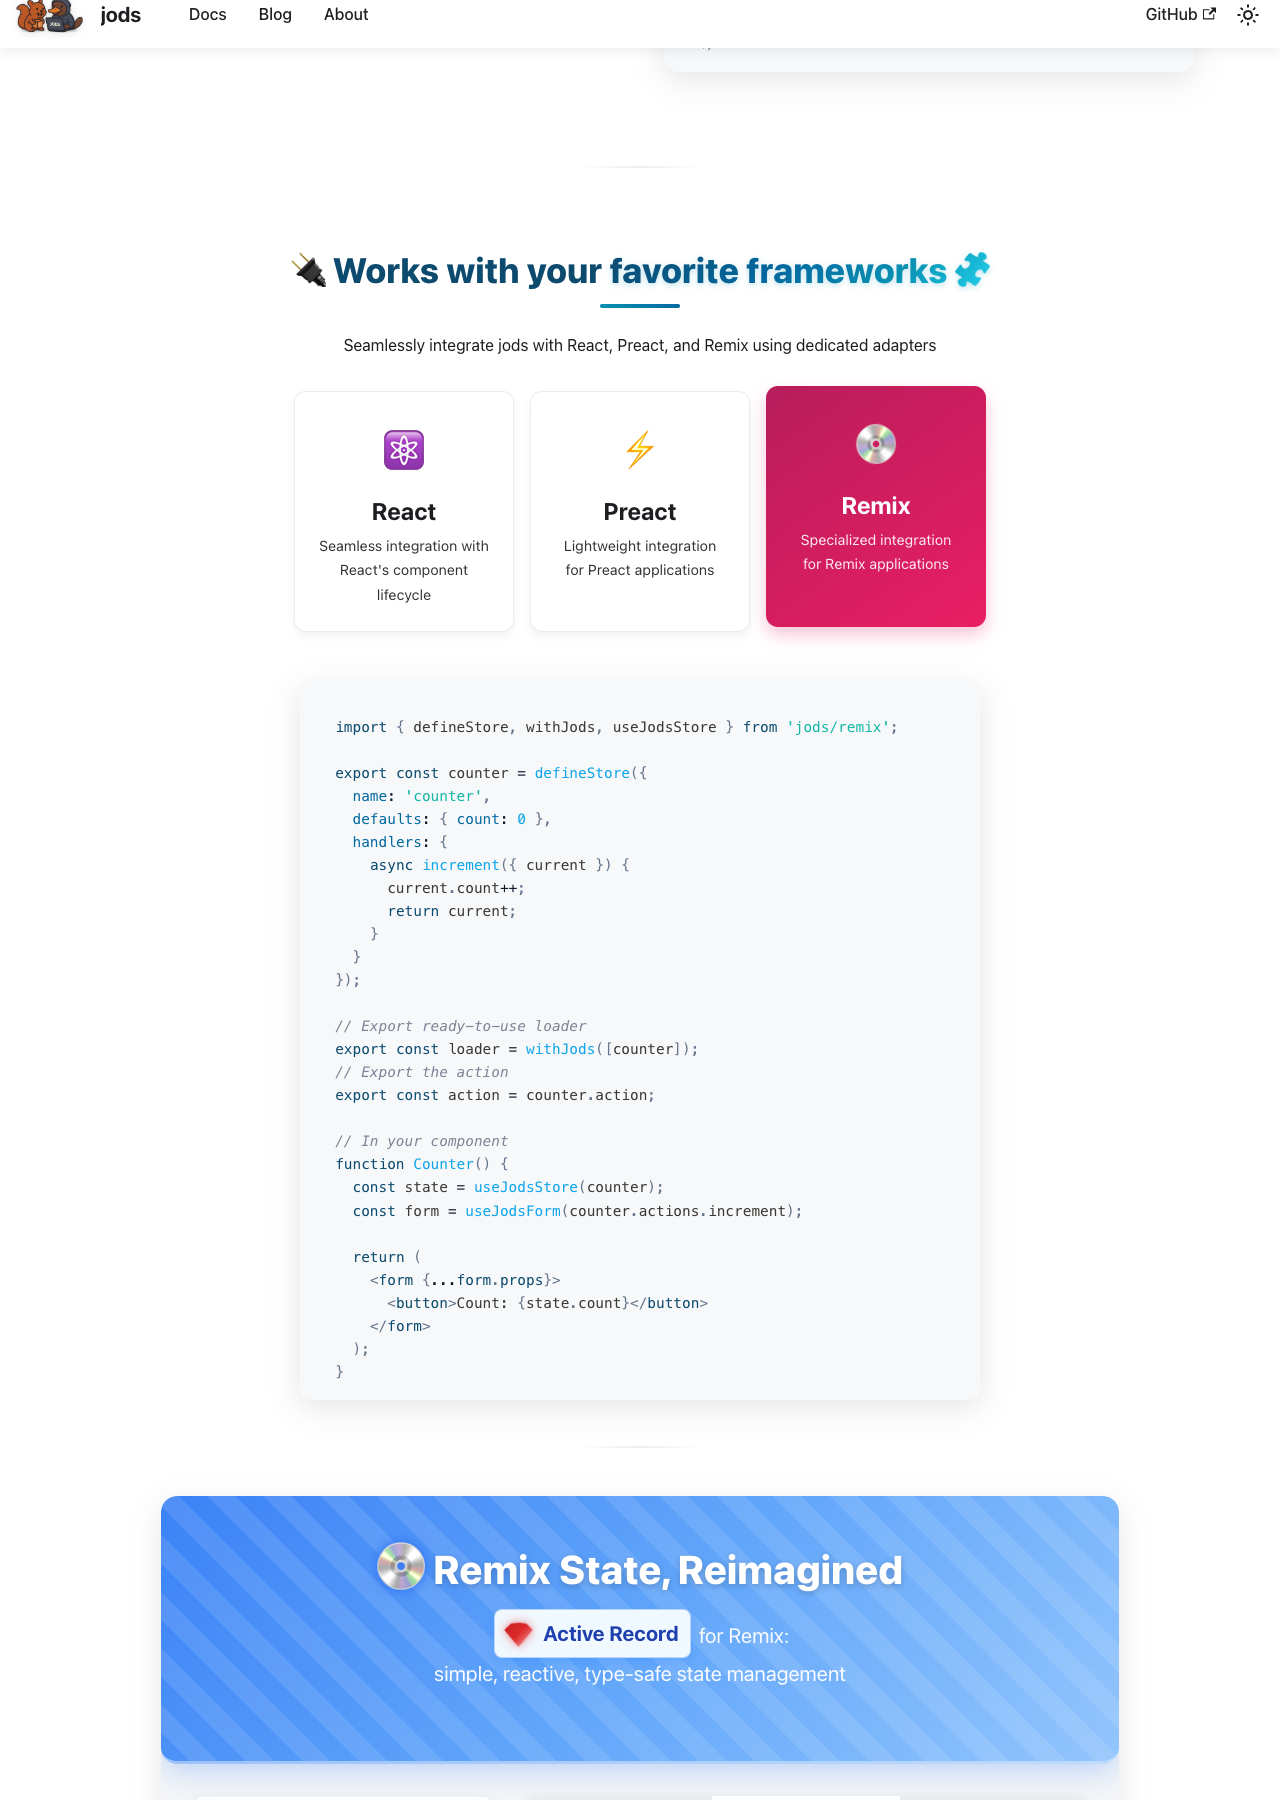 jods Docs Blog About GitHub
🔌 Works with your favorite frameworks 🧩
Seamlessly integrate jods with React, Preact, and Remix using dedicated adapters
React
Seamless integration with
React's component
lifecycle
Preact
Lightweight integration
for Preact applications
Remix
Specialized integration
for Remix applications
import { defineStore, withJods, useJodsStore } from 'jods/remix';
export const counter = defineStore({
  name: 'counter',
  defaults: { count: 0 },
  handlers: {
    async increment({ current }) {
      current.count++;
      return current;
    }
  }
});
// Export ready-to-use loader
export const loader = withJods([counter]);
// Export the action
export const action = counter.action;
// In your component
function Counter() {
  const state = useJodsStore(counter);
  const form = useJodsForm(counter.actions.increment);
  return (
    <form {...form.props}>
      <button>Count: {state.count}</button>
    </form>
  );
}
💿 Remix State, Reimagined
Active Record for Remix:
simple, reactive, type-safe state management